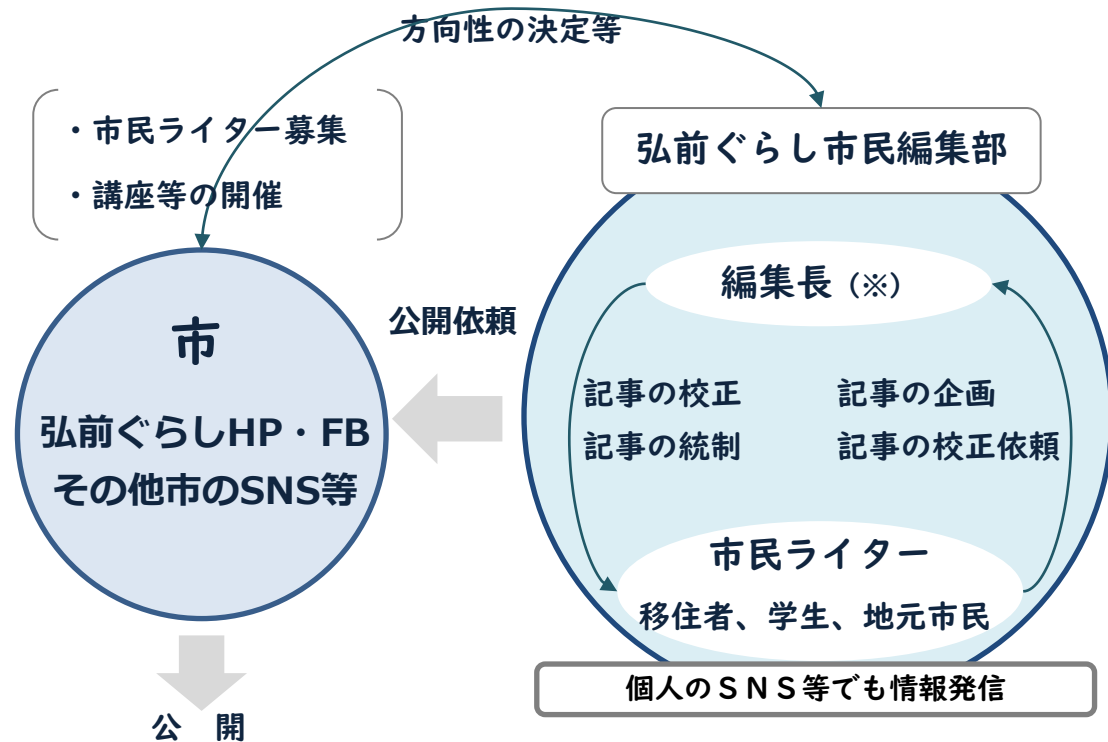 方向性の決定等
・市民ライター募集
・講座等の開催
市
弘前ぐらしHP・FB
その他市のSNS等
公 開
公開依頼
弘前ぐらし市民編集部
編集長（※）
記事の校正
記事の統制
記事の企画
記事の校正依頼
市民ライター
移住者、学生、地元市民
個人のＳＮＳ等でも情報発信